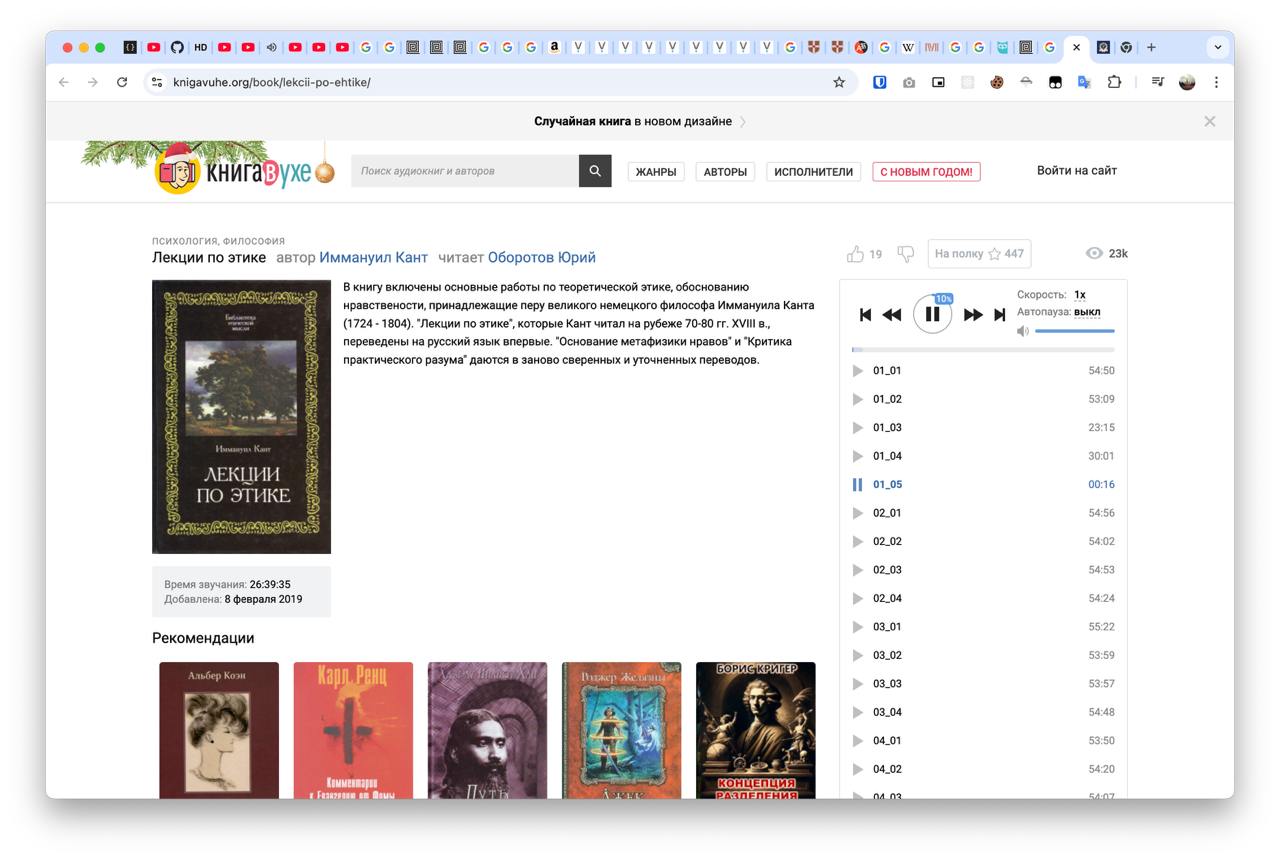 HD
knigavuhe.org/book/lekcii-po-ehtike/
Случайная книга в новом дизайне
книгавухе
Поиск аудиокниг и авторов
ЖАНРЫ
АВТОРЫ
ИСПОЛНИТЕЛИ
С НОВЫМ ГОДОМ!
Войти на сайт
ПСИХОЛОГИЯ, ФИЛОСОФИЯ
Лекции по этике автор Иммануил Кант читает Оборотов Юрий
19
На полку 447
23k
Библиотека
этической
мысли
Иммануил Кант
ЛЕКЦИИ
ПО ЭТИКЕ
В книгу включены основные работы по теоретической этике, обоснованию
нравствености, принадлежащие перу великого немецкого философа Иммануила Канта
(1724 - 1804). "Лекции по этике", которые Кант читал на рубеже 70-80 гг. XVIII в.,
переведены на русский язык впервые. "Основание метафизики нравов" и "Критика
практического разума" даются в заново сверенных и уточненных переводов.
Время звучания: 26:39:35
Добавлена: 8 февраля 2019
10%
Скорость: 1x
Автопауза: выкл
01_01 54:50
01_02 53:09
01_03 23:15
01_04 30:01
01_05 00:16
02_01 54:56
02_02 54:02
02_03 54:53
02_04 54:24
03_01 55:22
03_02 53:59
03_03 53:57
03_04 54:48
04_01 53:50
04_02 54:20
04_03 54:07
Рекомендации
Альбер Коэн
Карл Ренц
Комментарии
к Евангелию от Фомы
Хазрат Инайят Хан
ПУТЬ
Роджер Желязны
Джек
БОРИС КРИГЕР
КОНЦЕПЦИЯ
РАЗДЕЛЕНИЯ